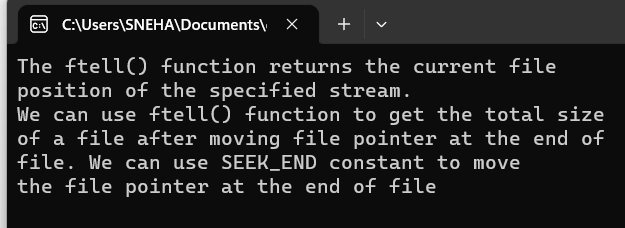 C:\Users\SNEHA\Documents\
The ftell() function returns the current file
position of the specified stream.
We can use ftell() function to get the total size
of a file after moving file pointer at the end of
file. We can use SEEK_END constant to move
the file pointer at the end of file